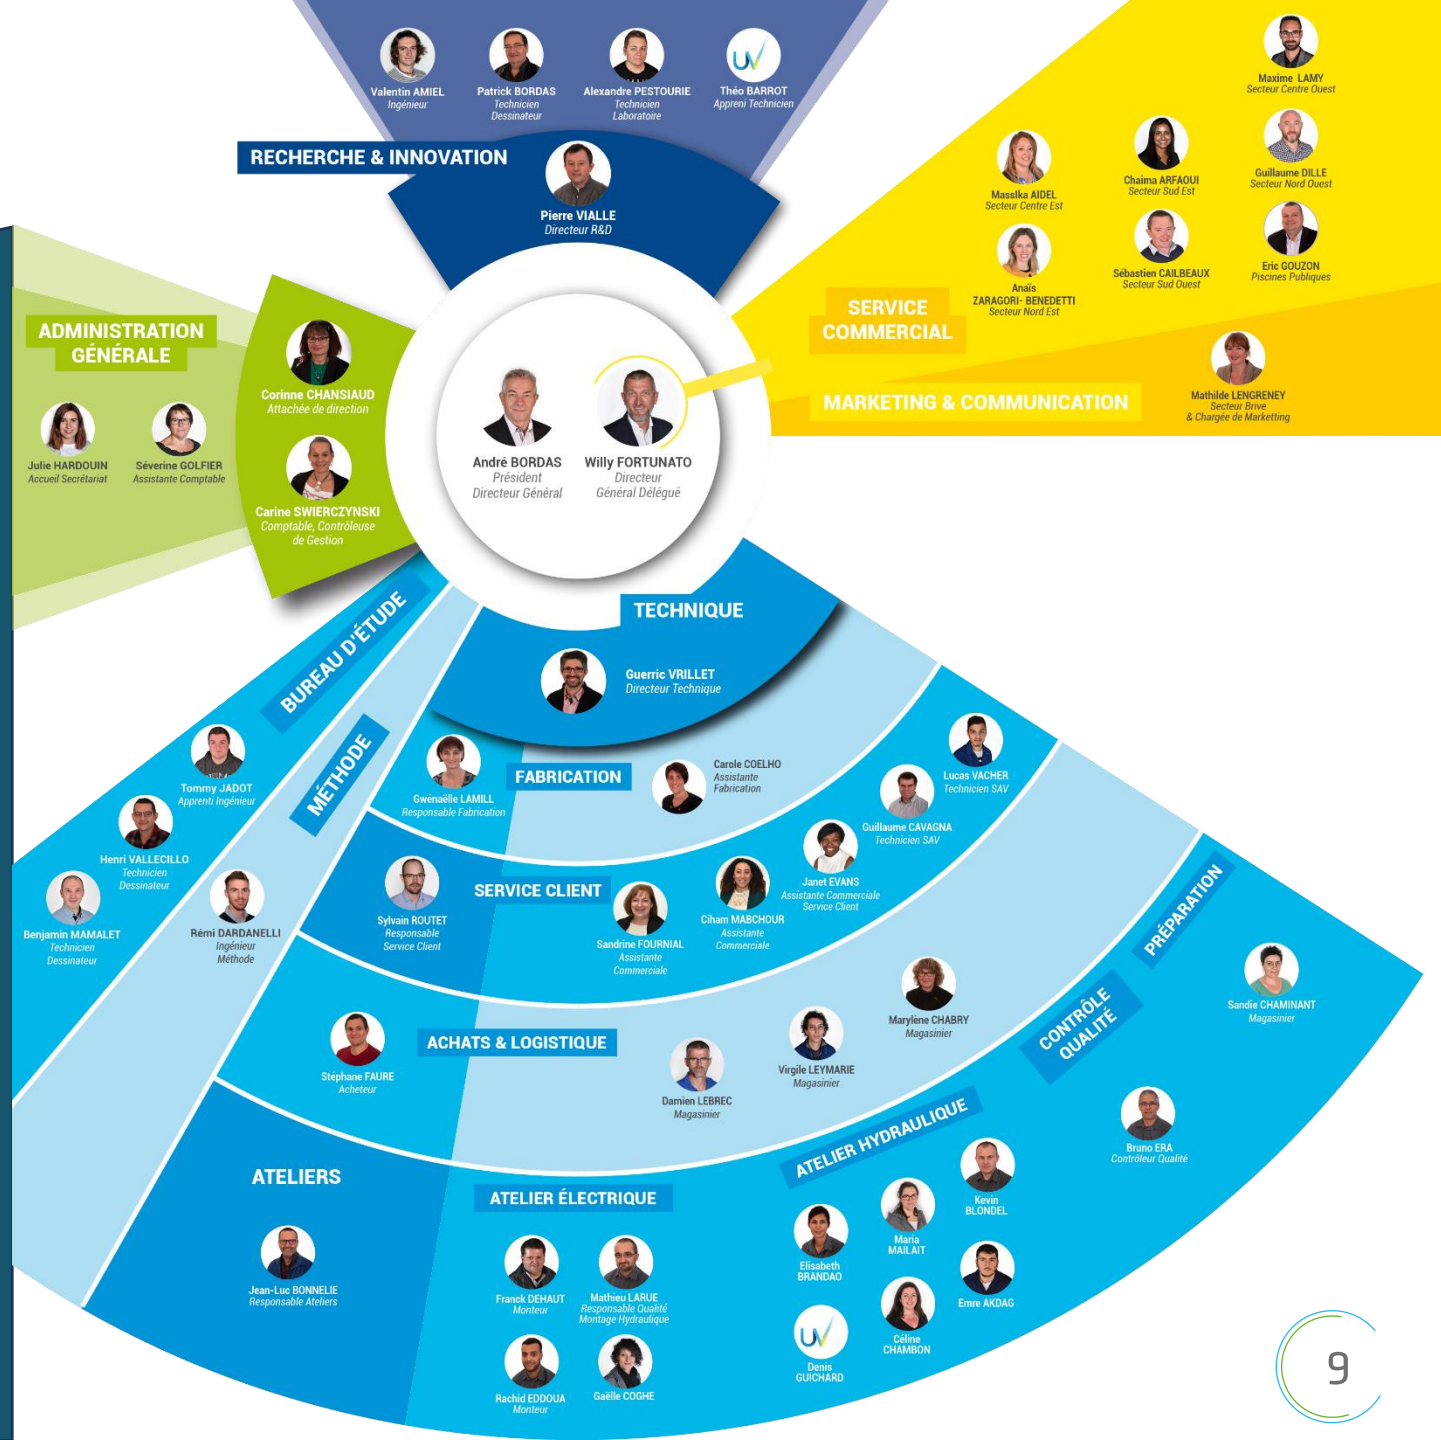 Valentin AMIEL
Ingénieur
Patrick BORDAS
Technicien
Dessinateur
Alexandre PESTOURIE
Technicien
Laboratoire
UV
Théo BARROT
Appreni Technicien
RECHERCHE & INNOVATION
Pierre VIALLE
Directeur R&D
Maxime LAMY
Secteur Centre Ouest
Massika AIDEL
Secteur Centre Est
Chaima ARFAOUI
Secteur Sud Est
Guillaume DILLE
Secteur Nord Ouest
Anaïs
ZARAGORI- BENEDETTI
Secteur Nord Est
Sébastien CAILBEAUX
Secteur Sud Ouest
Eric GOUZON
Piscines Publiques
SERVICE
COMMERCIAL
Mathilde LENGRENEY
Secteur Brive
& Chargée de Marketting
MARKETING & COMMUNICATION
ADMINISTRATION
GÉNÉRALE
Julie HARDOUIN
Accueil Secrétariat
Séverine GOLFIER
Assistante Comptable
Corinne CHANSIAUD
Attachée de direction
Carine SWIERCZYNSKI
Comptable, Contrôleuse
de Gestion
André BORDAS
Président
Directeur Général
Willy FORTUNATO
Directeur
Général Délégué
TECHNIQUE
Guerric VRILLET
Directeur Technique
BUREAU D'ÉTUDE
Tommy JADOT
Apprenti Ingénieur
Henri VALLECILLO
Technicien
Dessinateur
Benjamin MAMALET
Technicien
Dessinateur
MÉTHODE
Rémi DARDANELLI
Ingénieur
Méthode
Gwénaëlle LAMILL
Responsable Fabrication
FABRICATION
Carole COELHO
Assistante
Fabrication
Sylvain ROUTET
Responsable
Service Client
SERVICE CLIENT
Sandrine FOURNIAL
Assistante
Commerciale
Ciham MABCHOUR
Assistante
Commerciale
Janet EVANS
Assistante Commerciale
Service Client
Guillaume CAVAGNA
Technicien SAV
Lucas VACHER
Technicien SAV
Stéphane FAURE
Acheteur
ACHATS & LOGISTIQUE
Damien LEBREC
Magasinier
Virgile LEYMARIE
Magasinier
Marylène CHABRY
Magasinier
ATELIERS
Jean-Luc BONNELIE
Responsable Ateliers
ATELIER ÉLECTRIQUE
Franck DEHAUT
Monteur
Mathieu LARUE
Responsable Qualité
Montage Hydraulique
Rachid EDDOUA
Monteur
Gaëlle COGHE
ATELIER HYDRAULIQUE
Elisabeth
BRANDAO
Maria
MAILAIT
Kevin
BLONDEL
UV
Denis
GUICHARD
Céline
CHAMBON
Emre AKDAG
CONTRÔLE
QUALITÉ
Bruno ERA
Contrôleur Qualité
PRÉPARATION
Sandie CHAMINANT
Magasinier
9